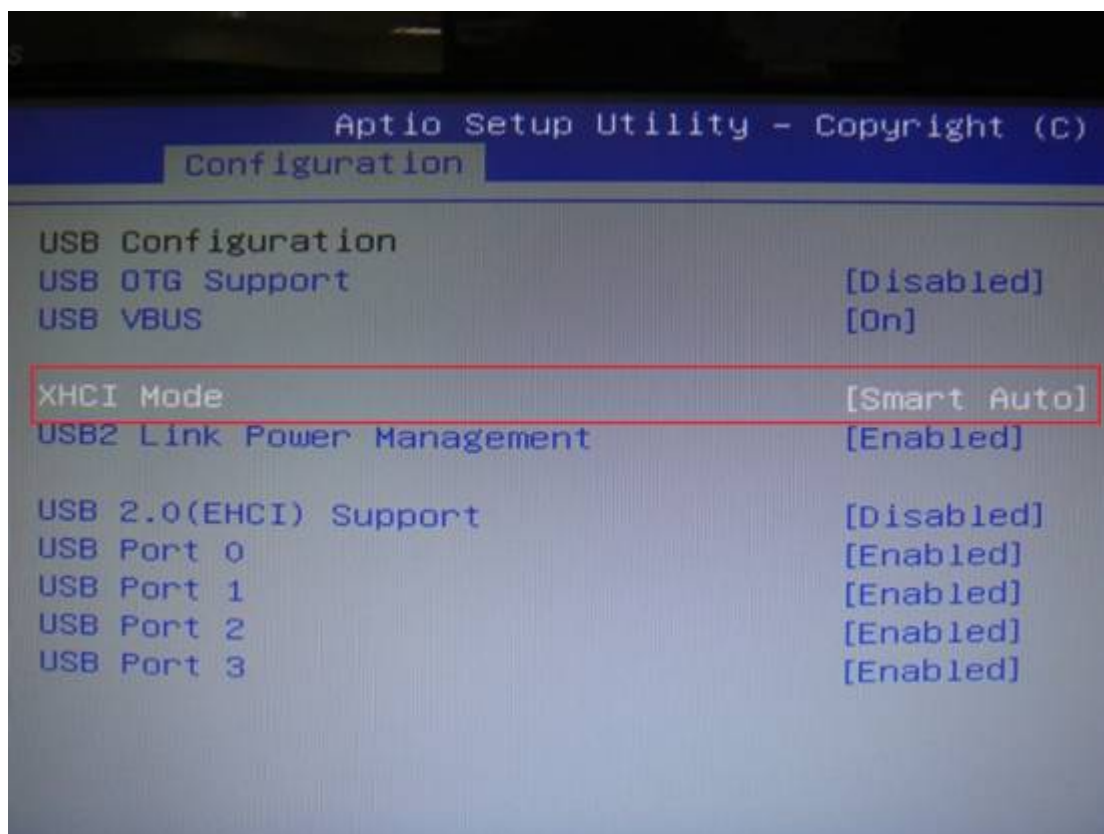 Aptio Setup Utility – Copyright (C)
Configuration
USB Configuration
USB OTG Support [Disabled]
USB VBUS [On]
XHCI Mode [Smart Auto]
USB2 Link Power Management [Enabled]
USB 2.0(EHCI) Support [Disabled]
USB Port 0 [Enabled]
USB Port 1 [Enabled]
USB Port 2 [Enabled]
USB Port 3 [Enabled]